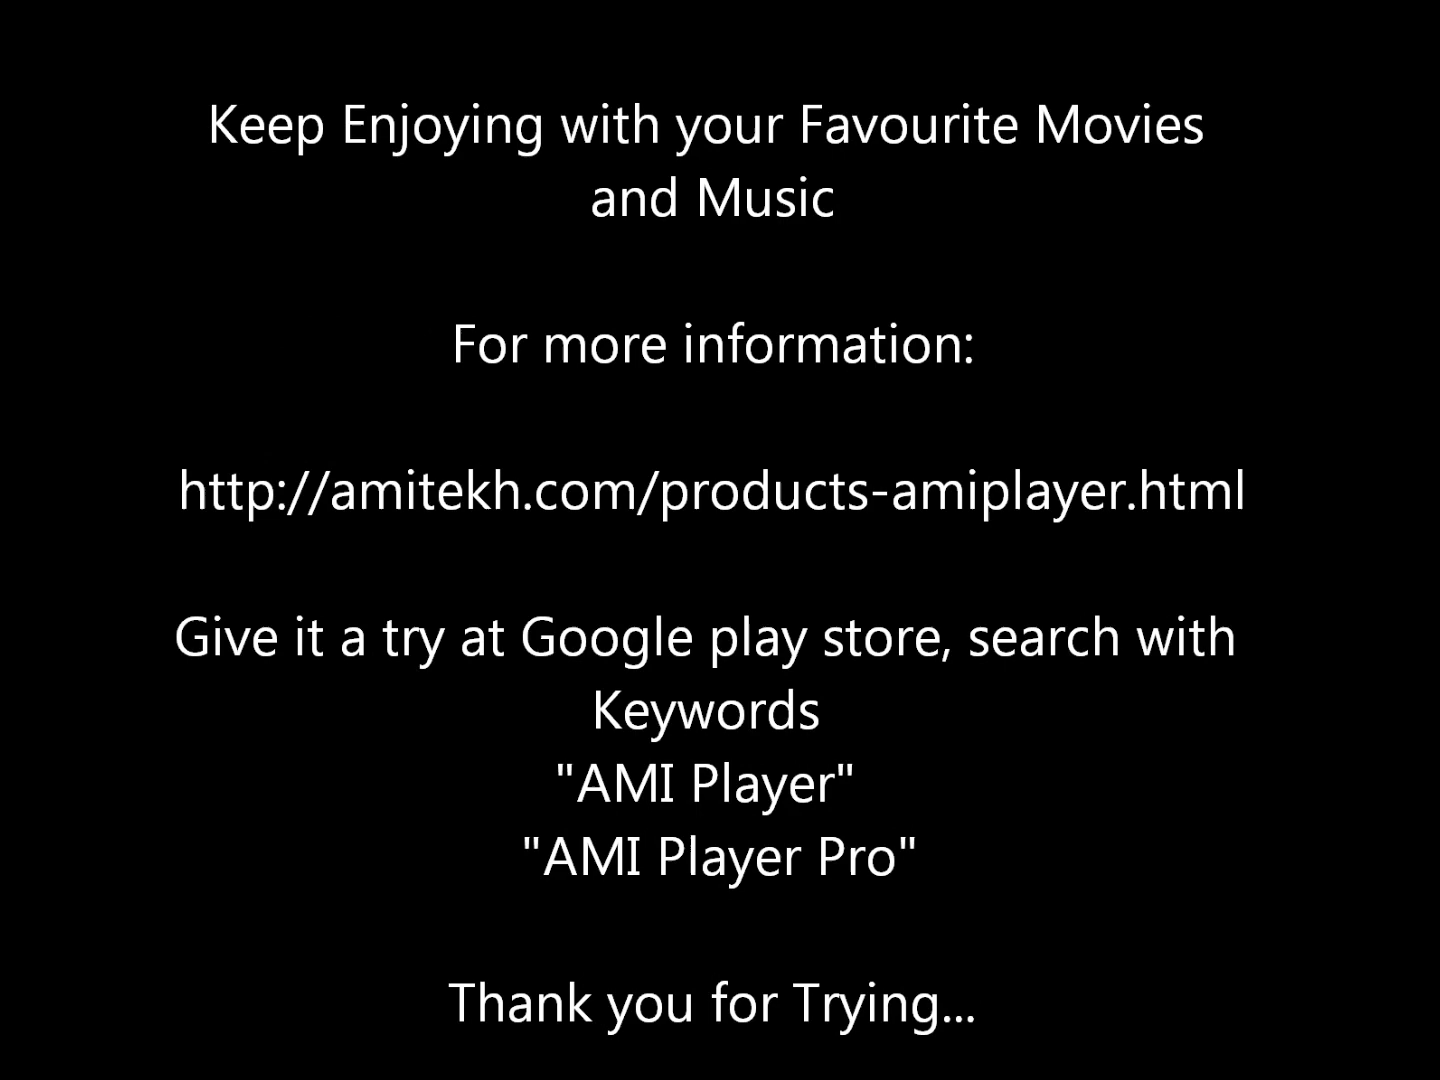 Keep Enjoying with your Favourite Movies
and Music
For more information:
http://amitekh.com/products-amiplayer.html
Give it a try at Google play store, search with
Keywords
"AMI Player"
"AMI Player Pro"
Thank you for Trying...